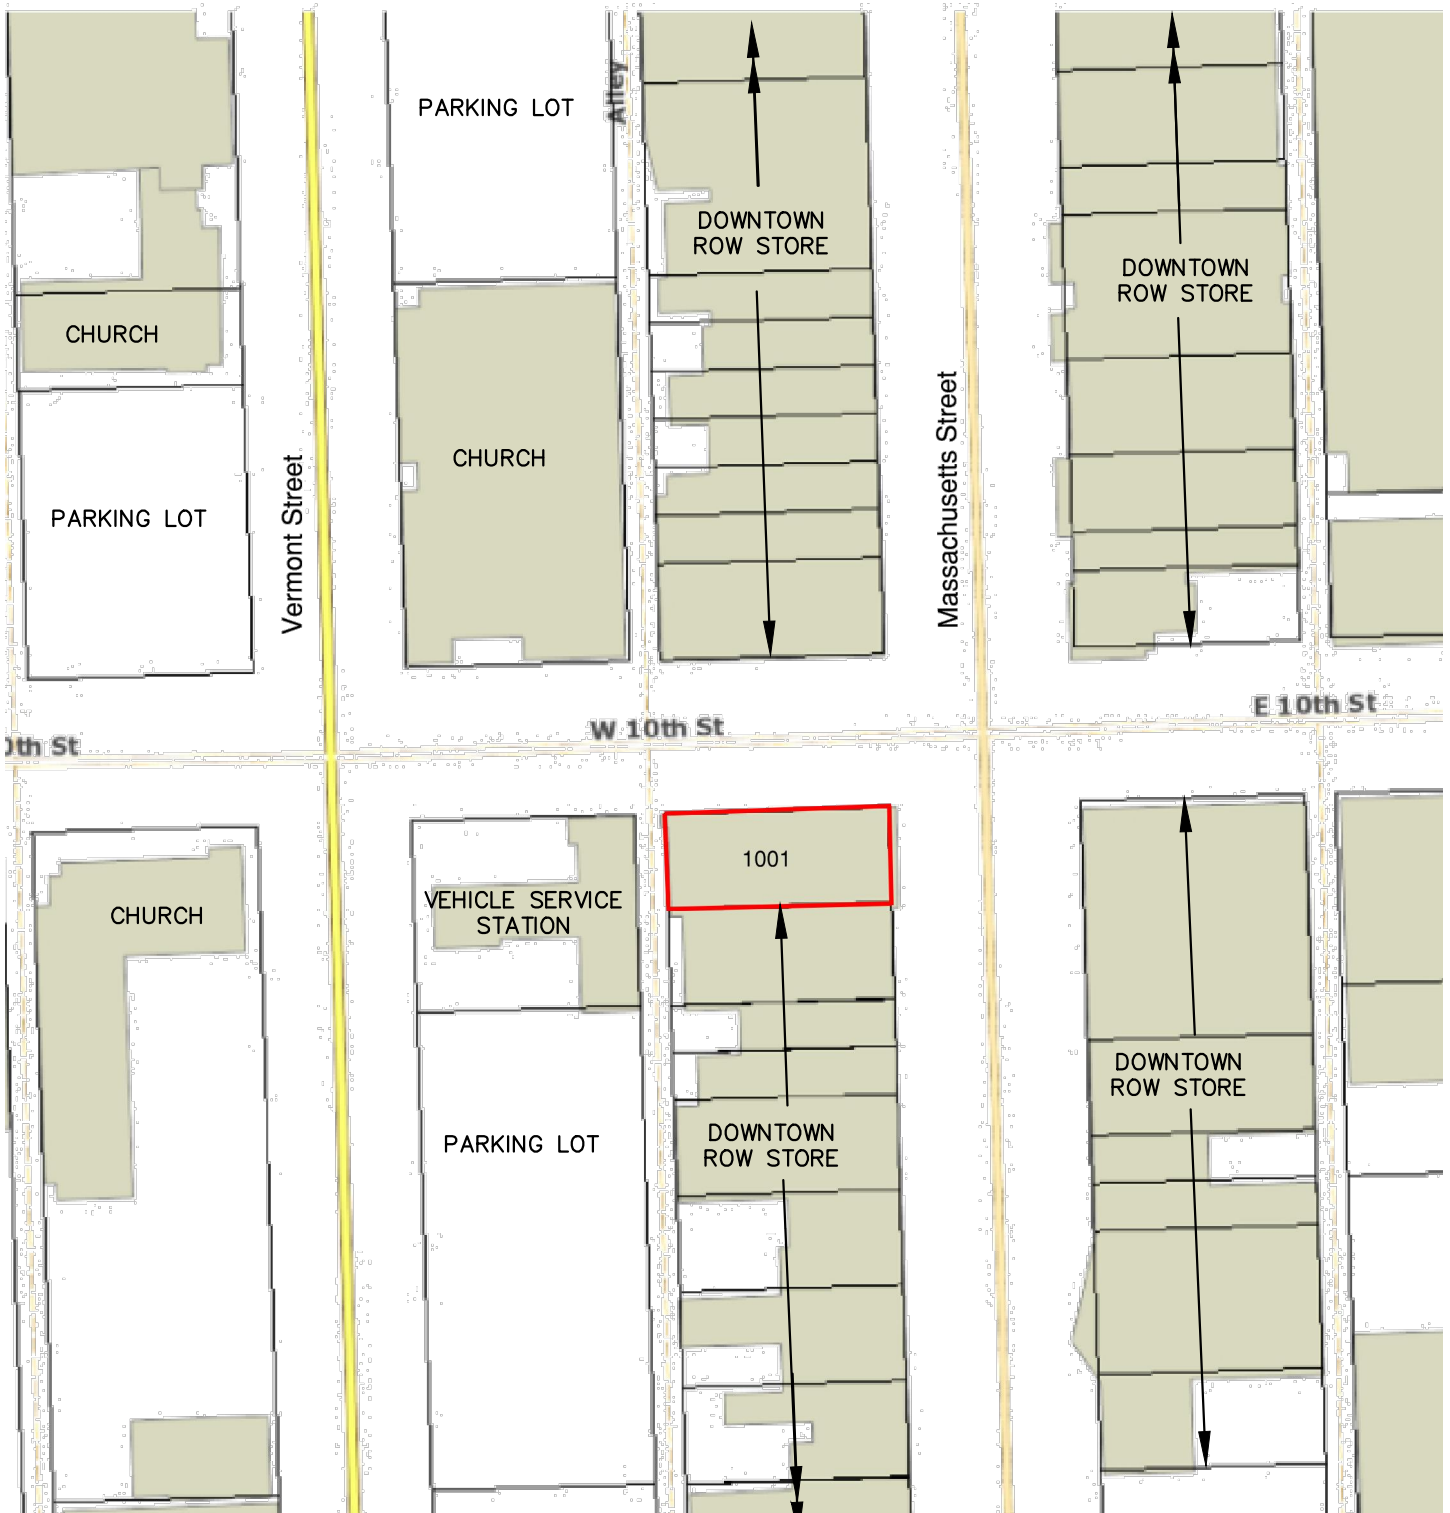 PARKING LOT
Alley
DOWNTOWN
ROW STORE
DOWNTOWN
ROW STORE
CHURCH
CHURCH
PARKING LOT
Vermont Street
Massachusetts Street
0th St
W 10th St
E 10th St
1001
CHURCH
VEHICLE SERVICE
STATION
DOWNTOWN
ROW STORE
PARKING LOT
DOWNTOWN
ROW STORE